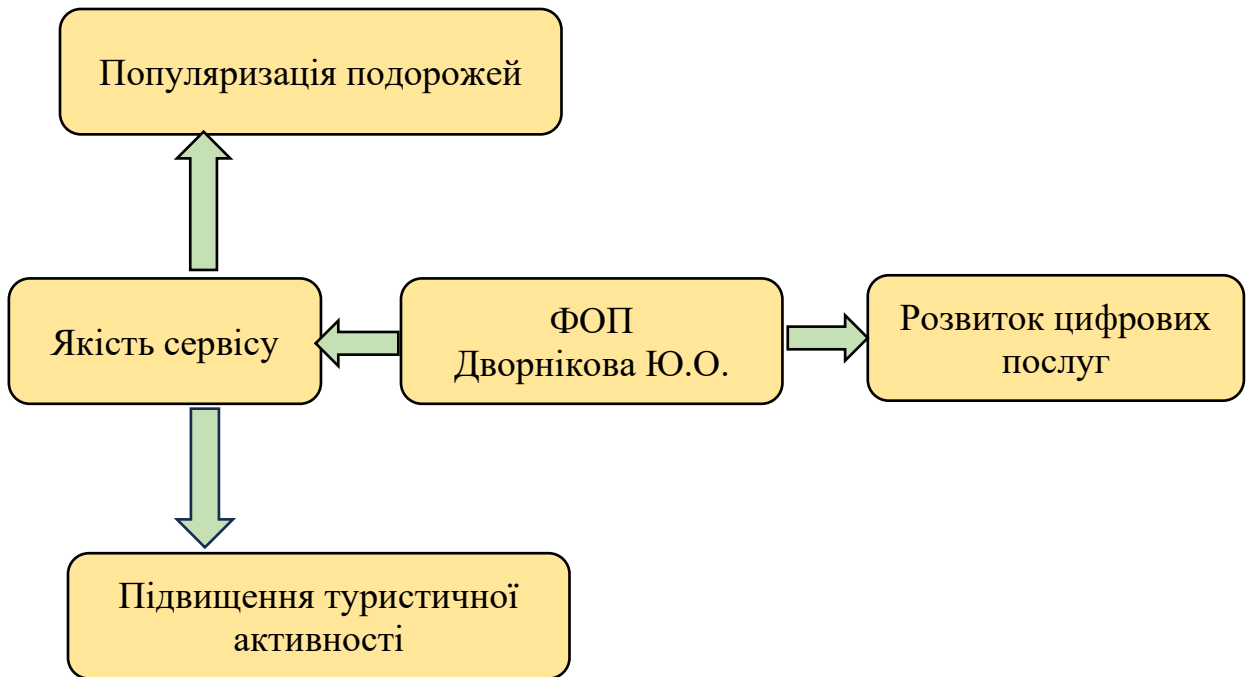 Популяризація подорожей
Якість сервісу
ФОП
Дворнікова Ю.О.
Розвиток цифрових
послуг
Підвищення туристичної
активності